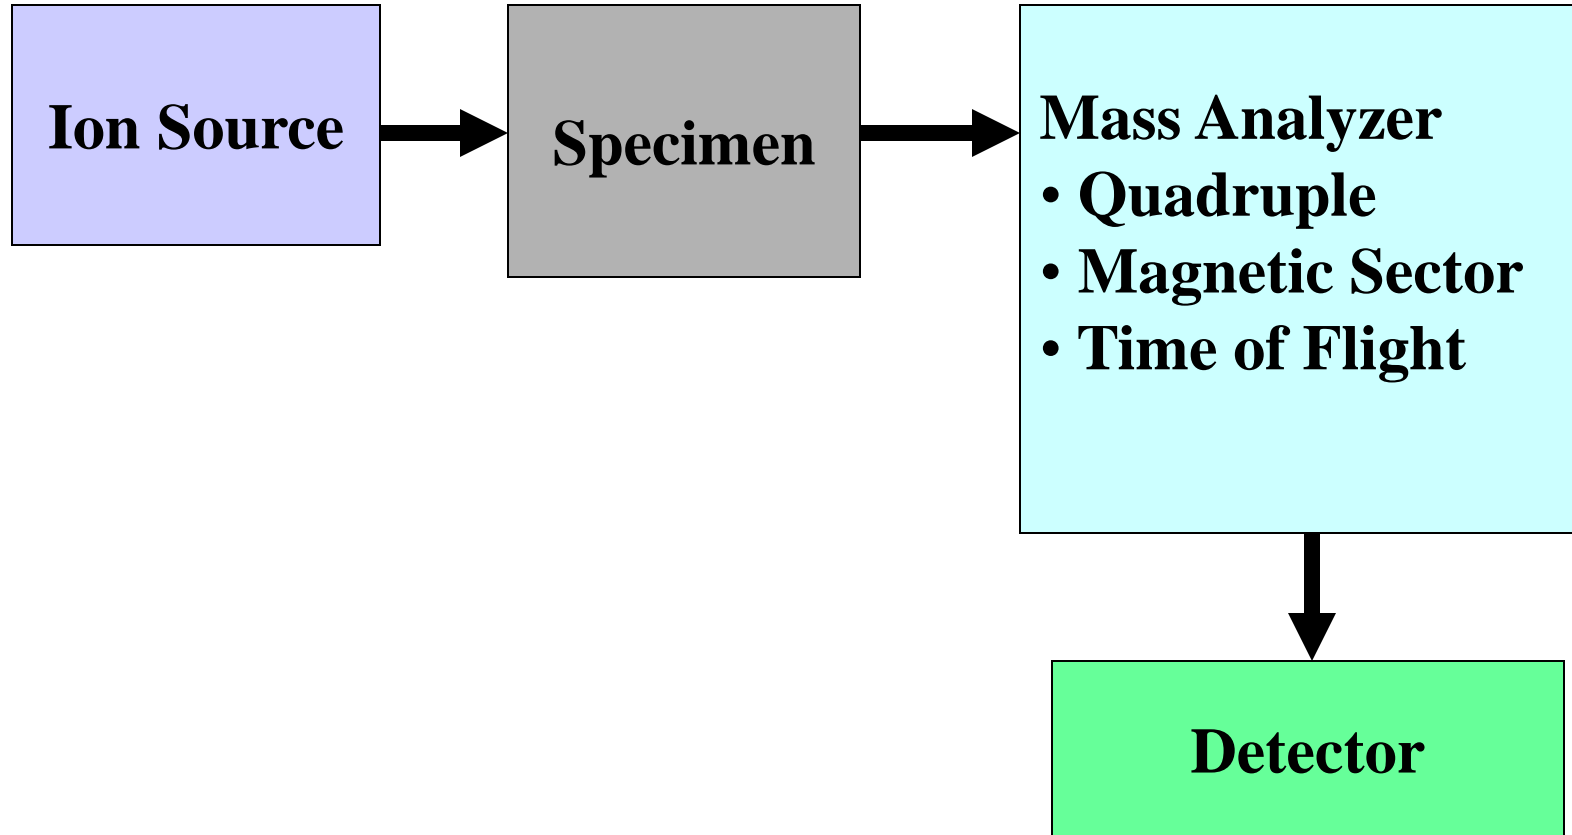 Ion Source
Specimen
Mass Analyzer
• Quadruple
• Magnetic Sector
• Time of Flight
Detector